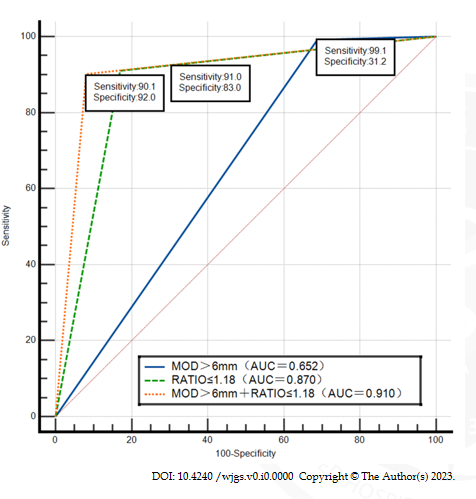 100
80
60
40
20
0
Sensitivity
Sensitivity:90.1
Specificity:92.0
Sensitivity:91.0
Specificity:83.0
Sensitivity:99.1
Specificity:31.2
MOD＞6mm（AUC＝0.652）
RATIO≤1.18（AUC＝0.870）
MOD＞6mm＋RATIO≤1.18（AUC＝0.910）
0 20 40 60 80 100
100-Specificity
DOI: 10.4240 /wjgs.v0.i0.0000 Copyright © The Author(s) 2023.